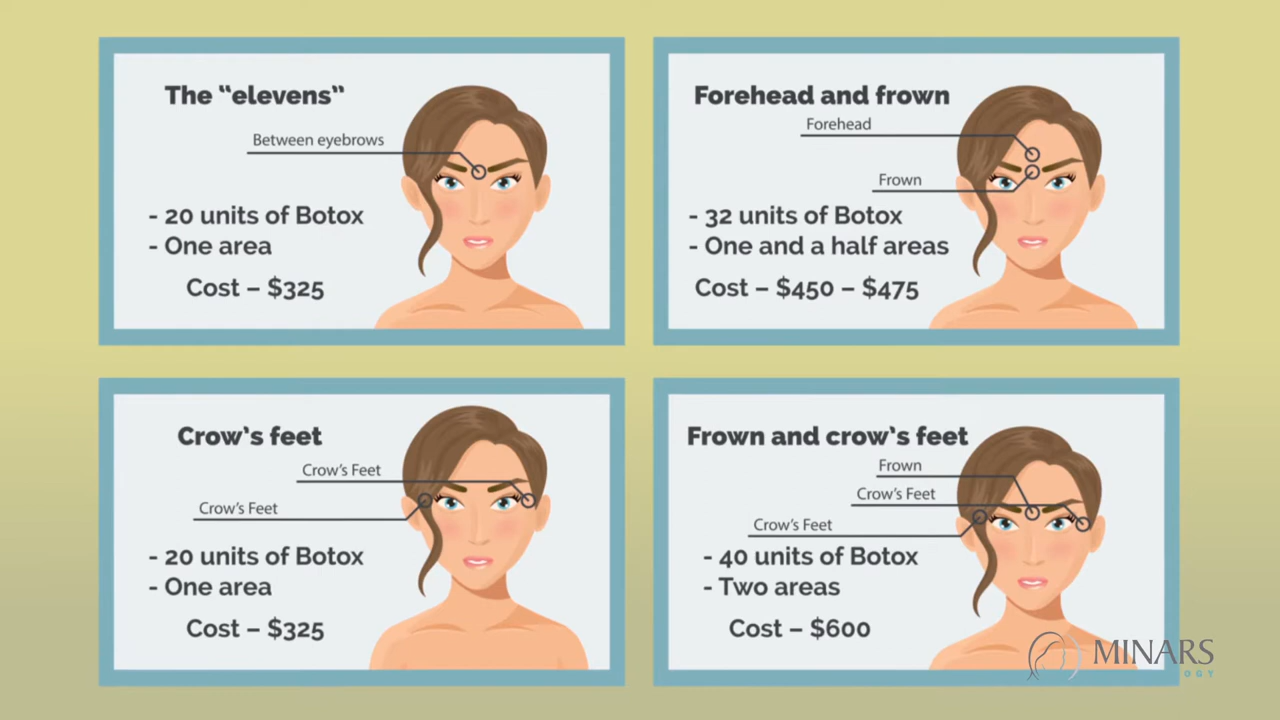 The “elevens”
Between eyebrows
- 20 units of Botox
- One area
Cost – $325
Forehead and frown
Forehead
Frown
- 32 units of Botox
- One and a half areas
Cost – $450 – $475
Crow’s feet
Crow’s Feet
Crow’s Feet
- 20 units of Botox
- One area
Cost – $325
Frown and crow’s feet
Frown
Crow’s Feet
Crow’s Feet
- 40 units of Botox
- Two areas
Cost – $600
MINARS
OGY